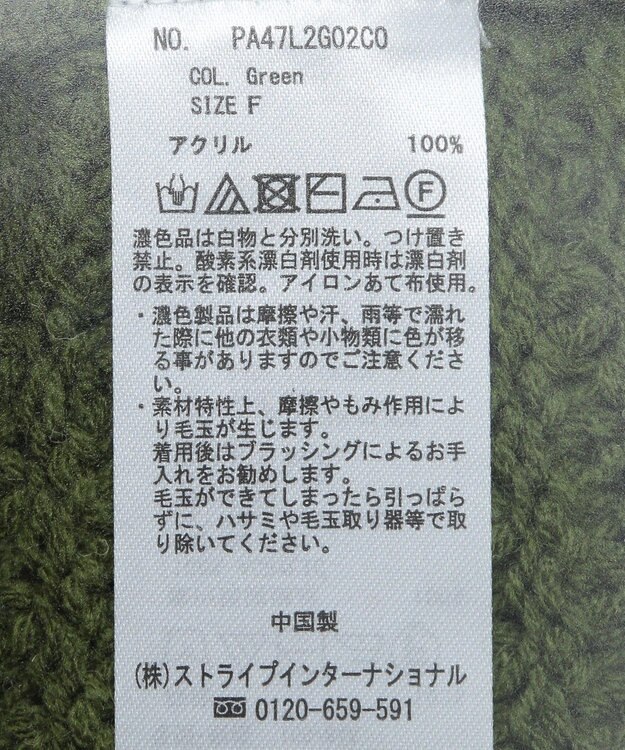 NO. PA47L2G02C0
COL. Green
SIZE F
アクリル 100%
F
濃色品は白物と分別洗い。つけ置き
禁止。酸素系漂白剤使用時は漂白剤
の表示を確認。アイロンあて布使用。
・濃色製品は摩擦や汗、雨等で濡れ
た際に他の衣類や小物類に色が移
る事がありますのでご注意くださ
い。
・素材特性上、摩擦やもみ作用によ
り毛玉が生じます。
着用後はブラッシングによるお手
入れをお勧めします。
毛玉ができてしまったら引っぱら
ずに、ハサミや毛玉取り器等で取
り除いてください。
中国製
(株)ストライプインターナショナル
0120-659-591